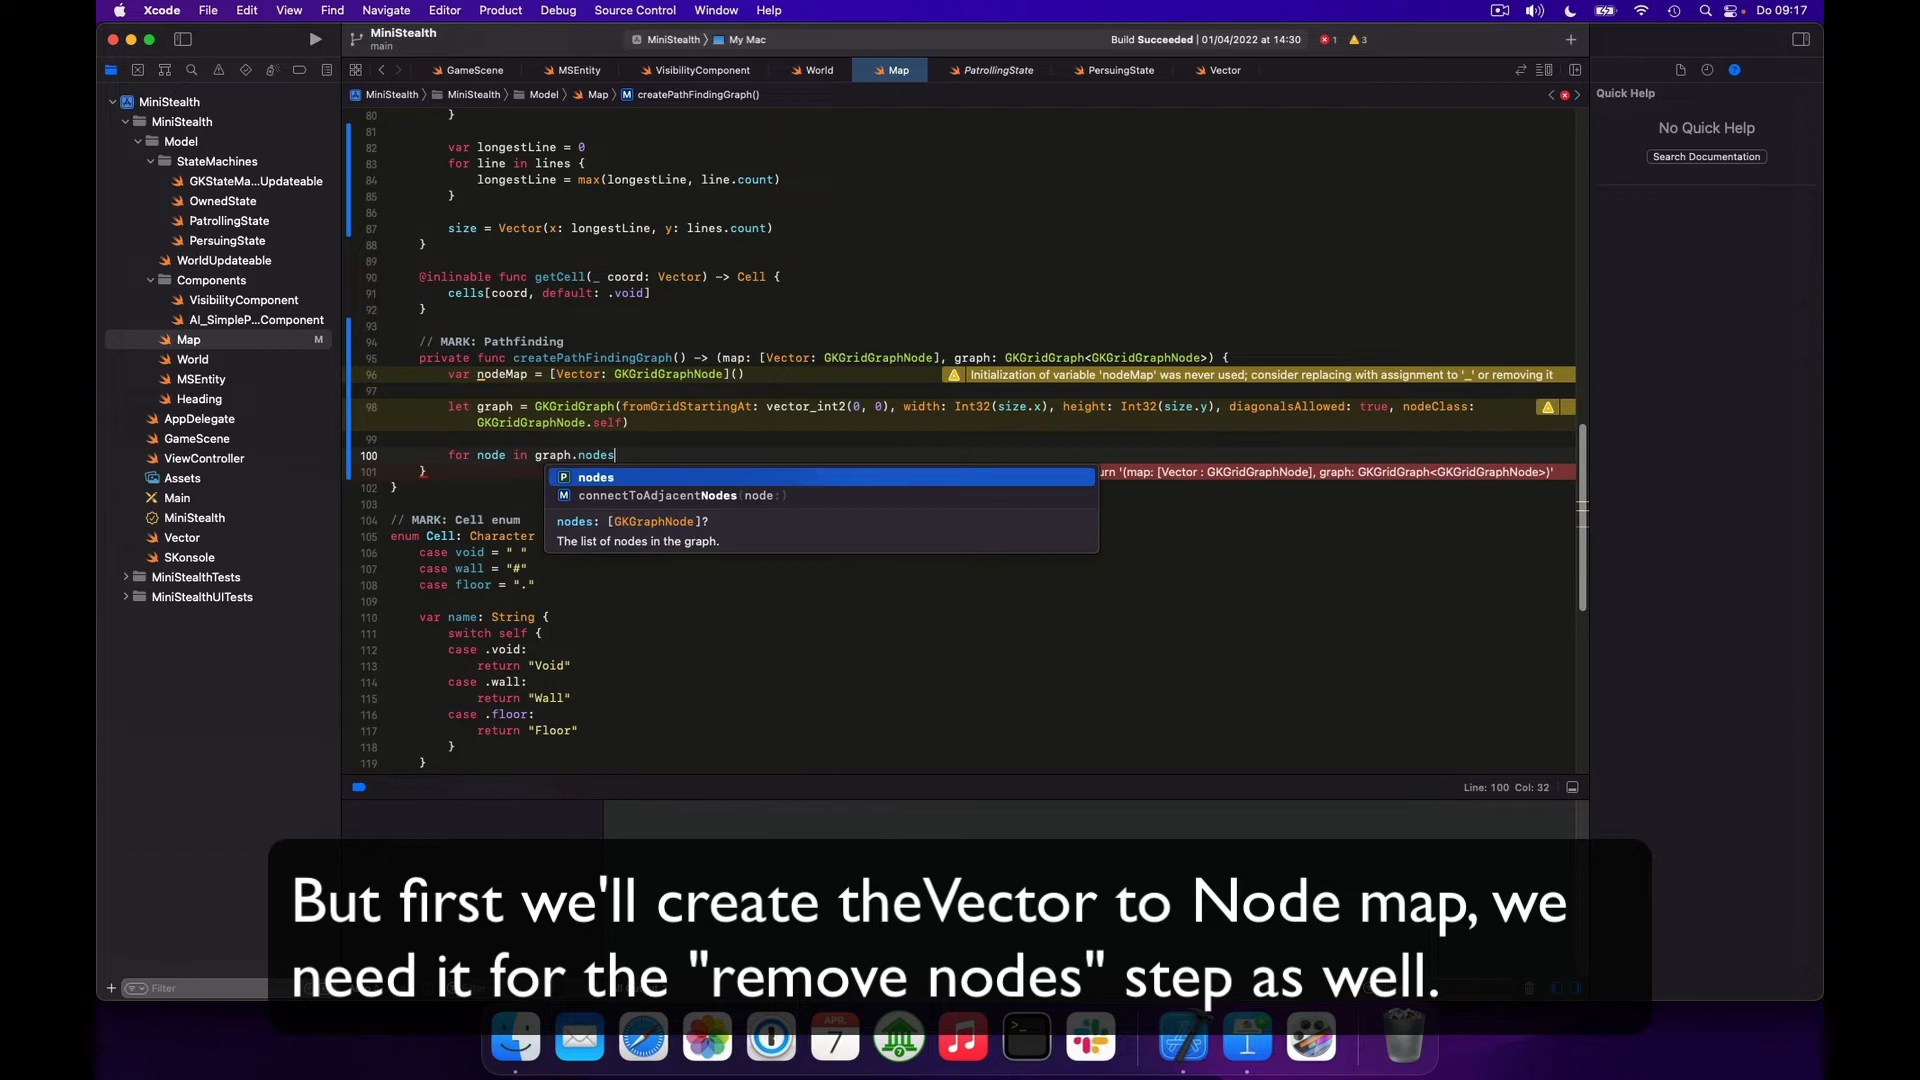 Xcode File Edit View Find Navigate Editor Product Debug Source Control Window Help Do 09:17
MiniStealth
main
MiniStealth My Mac
Build Succeeded | 01/04/2022 at 14:30
1 3
GameScene MSEntity VisibilityComponent World Map PatrollingState PersuingState Vector
MiniStealth MiniStealth Model Map M createPathFindingGraph()
Quick Help
No Quick Help
Search Documentation
MiniStealth
MiniStealth
Model
StateMachines
GKStateMa...Updateable
OwnedState
PatrollingState
PersuingState
WorldUpdateable
Components
VisibilityComponent
AI_SimpleP...Component
Map M
World
MSEntity
Heading
AppDelegate
GameScene
ViewController
Assets
Main
MiniStealth
Vector
SKonsole
MiniStealthTests
MiniStealthUITests
Filter
80 }
81
82 var longestLine = 0
83 for line in lines {
84 longestLine = max(longestLine, line.count)
85 }
86
87 size = Vector(x: longestLine, y: lines.count)
88 }
89
90 @inlinable func getCell(_ coord: Vector) -> Cell {
91 cells[coord, default: .void]
92 }
93
94 // MARK: Pathfinding
95 private func createPathFindingGraph() -> (map: [Vector: GKGridGraphNode], graph: GKGridGraph<GKGridGraphNode>) {
96 var nodeMap = [Vector: GKGridGraphNode]() Initialization of variable 'nodeMap' was never used; consider replacing with assignment to '_' or removing it
97
98 let graph = GKGridGraph(fromGridStartingAt: vector_int2(0, 0), width: Int32(size.x), height: Int32(size.y), diagonalsAllowed: true, nodeClass:
GKGridGraphNode.self)
99
100 for node in graph.nodes
101 } urn '(map: [Vector : GKGridGraphNode], graph: GKGridGraph<GKGridGraphNode>)'
102 }
103
P nodes
M connectToAdjacentNodes(node:)
nodes: [GKGraphNode]?
The list of nodes in the graph.
104 // MARK: Cell enum
105 enum Cell: Character
106 case void = " "
107 case wall = "#"
108 case floor = "."
109
110 var name: String {
111 switch self {
112 case .void:
113 return "Void"
114 case .wall:
115 return "Wall"
116 case .floor:
117 return "Floor"
118 }
119 }
Line: 100 Col: 32
But first we'll create theVector to Node map, we
need it for the "remove nodes" step as well.
APR.
7
7